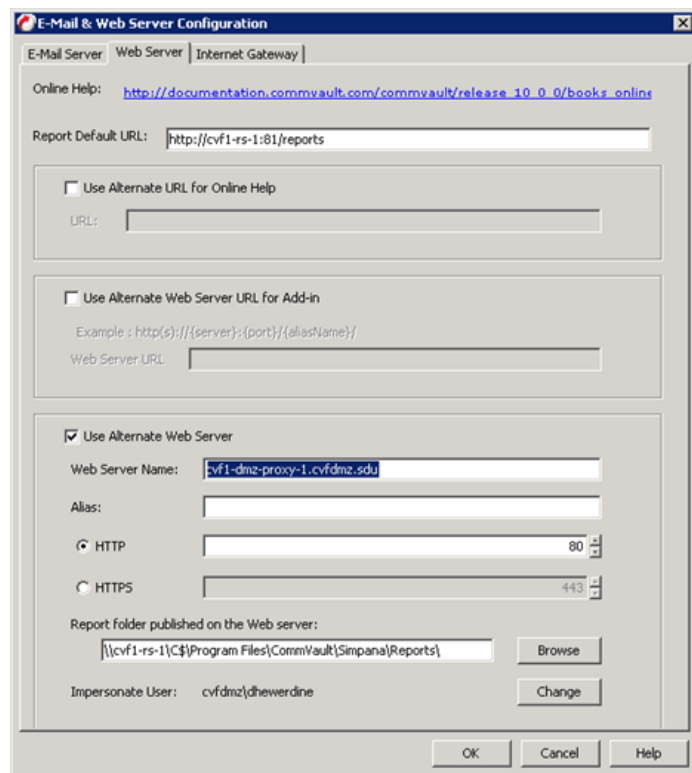 E-Mail & Web Server Configuration
E-Mail Server Web Server Internet Gateway
Online Help: http://documentation.commvault.com/commvault/release_10_0_0/books_online
Report Default URL: http://cvf1-rs-1:81/reports
Use Alternate URL for Online Help
URL:
Use Alternate Web Server URL for Add-in
Example : http(s)://{server}:{port}/{aliasName}/
Web Server URL
Use Alternate Web Server
Web Server Name: cvf1-dmz-proxy-1.cvfdmz.sdu
Alias:
HTTP 80
HTTPS 443
Report folder published on the Web server:
\\cvf1-rs-1\C$\Program Files\CommVault\Simpana\Reports\ Browse
Impersonate User: cvfdmz\dhewerdine Change
OK Cancel Help